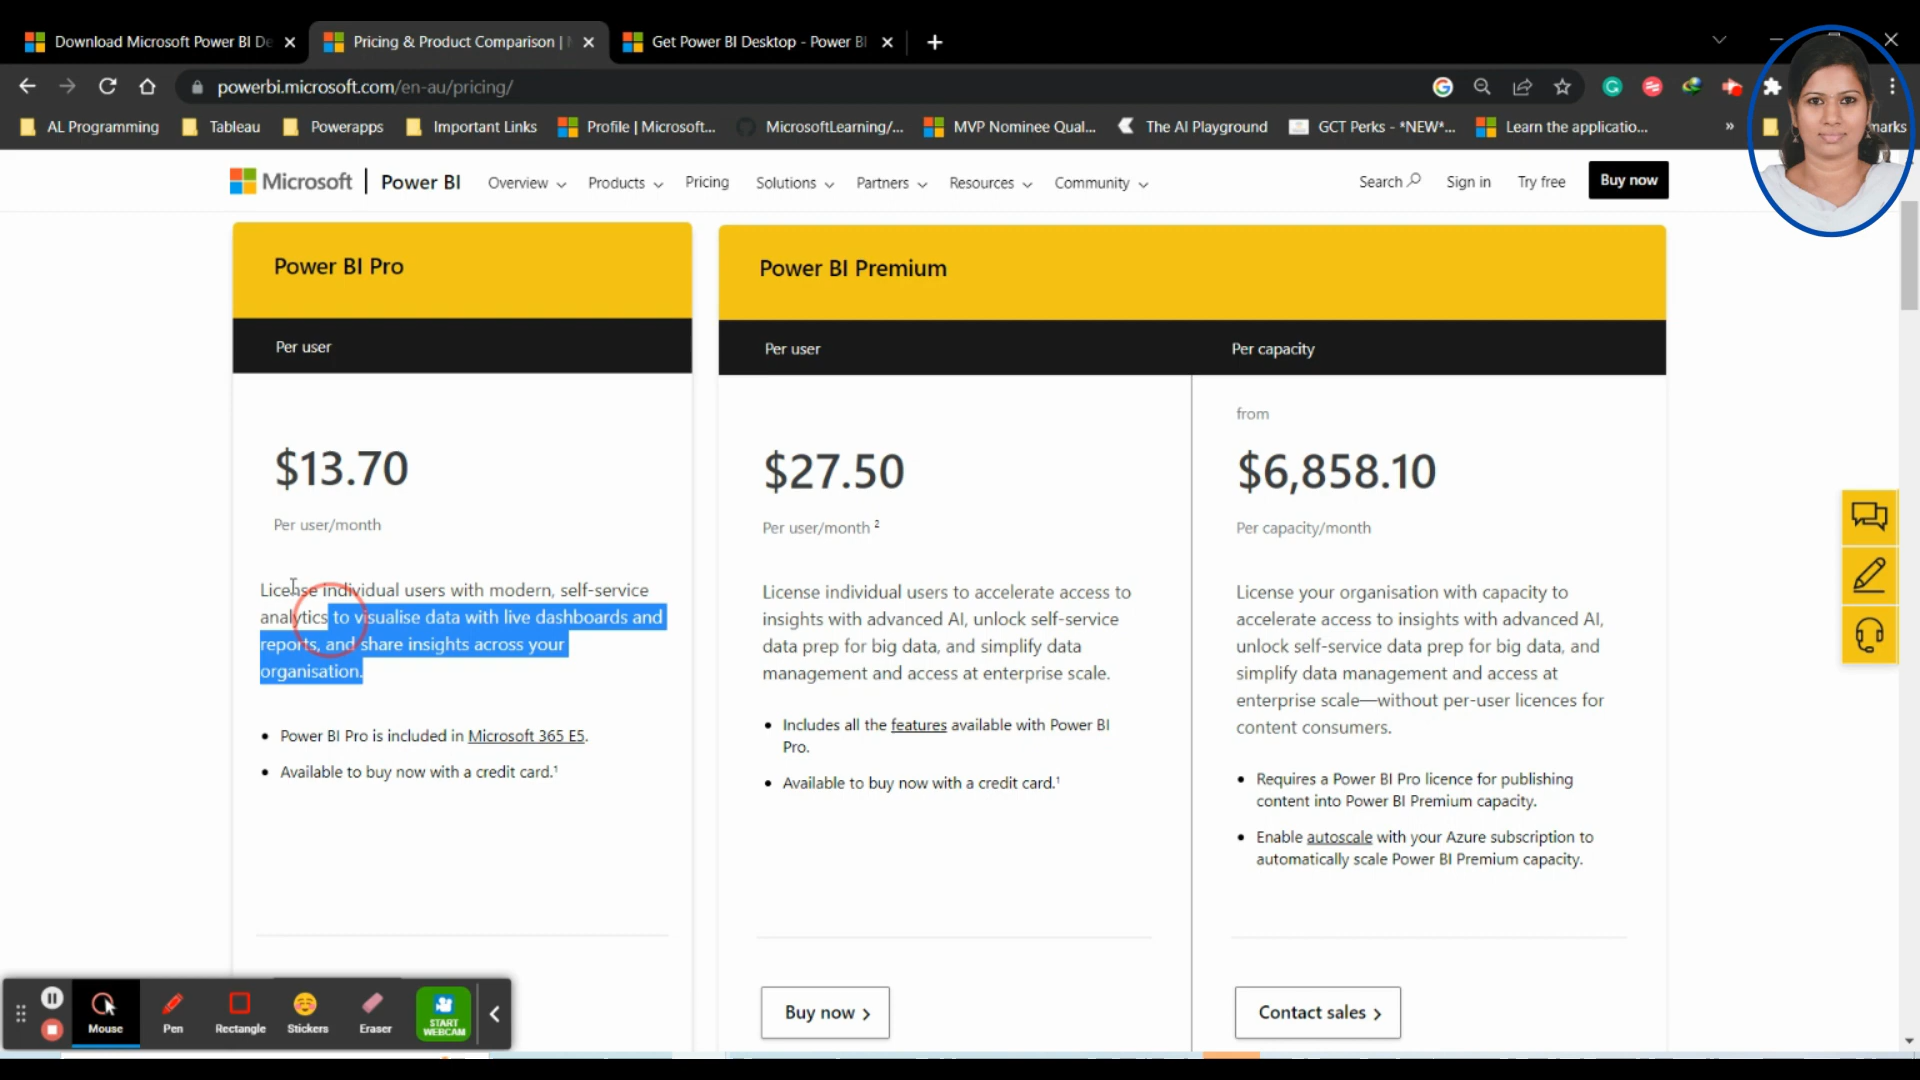 Download Microsoft Power BI De
Pricing & Product Comparison |
Get Power BI Desktop - Power BI
powerbi.microsoft.com/en-au/pricing/
AL Programming
Tableau
Powerapps
Important Links
Profile | Microsoft...
MicrosoftLearning/...
MVP Nominee Qual...
The AI Playground
GCT Perks - *NEW*...
Learn the applicatio...
»
marks
Microsoft | Power BI
Overview
Products
Pricing
Solutions
Partners
Resources
Community
Search
Sign in
Try free
Buy now
Power BI Pro
Per user
$13.70
Per user/month
License individual users with modern, self-service
analytics to visualise data with live dashboards and
reports, and share insights across your
organisation.
• Power BI Pro is included in Microsoft 365 E5.
• Available to buy now with a credit card.¹
Power BI Premium
Per user
$27.50
Per user/month ²
License individual users to accelerate access to
insights with advanced AI, unlock self-service
data prep for big data, and simplify data
management and access at enterprise scale.
• Includes all the features available with Power BI
Pro.
• Available to buy now with a credit card.¹
Buy now >
Per capacity
from
$6,858.10
Per capacity/month
License your organisation with capacity to
accelerate access to insights with advanced AI,
unlock self-service data prep for big data, and
simplify data management and access at
enterprise scale—without per-user licences for
content consumers.
• Requires a Power BI Pro licence for publishing
content into Power BI Premium capacity.
• Enable autoscale with your Azure subscription to
automatically scale Power BI Premium capacity.
Contact sales >
Mouse
Pen
Rectangle
Stickers
Eraser
START
WEBCAM